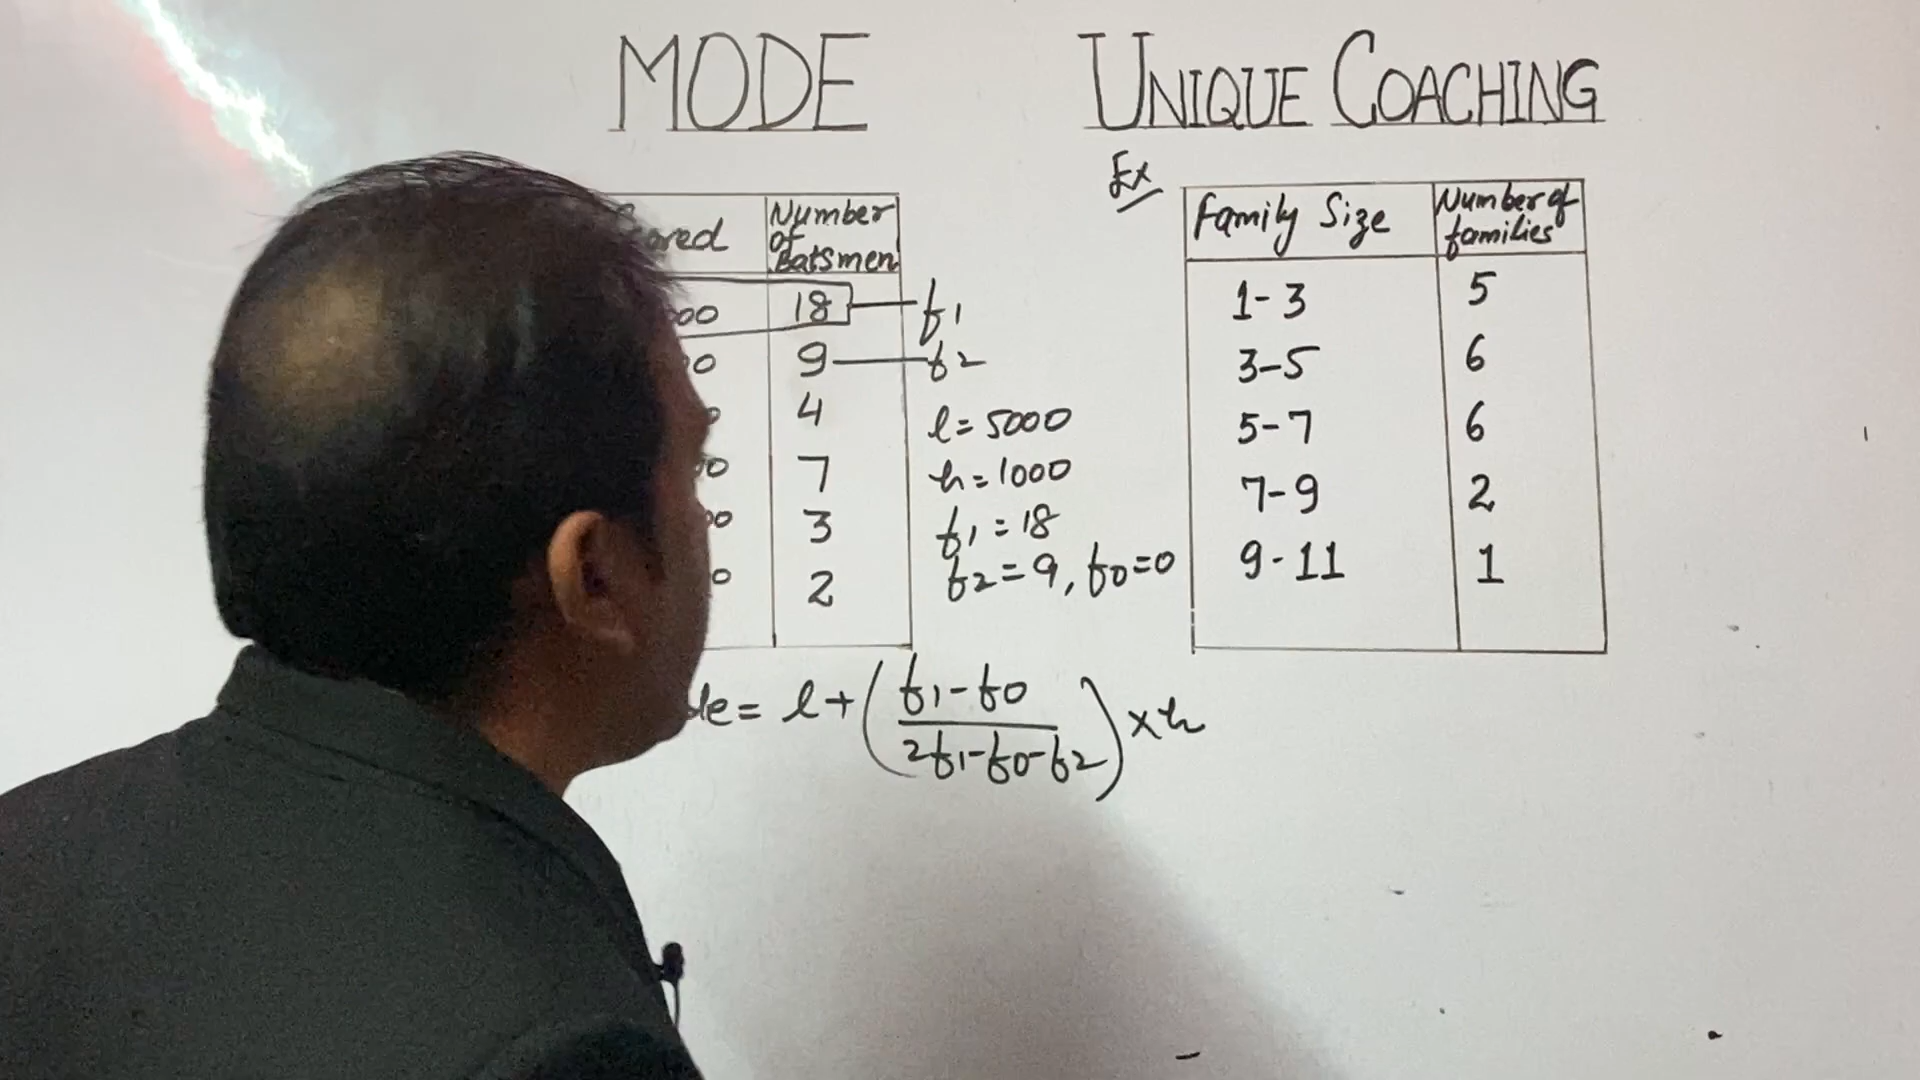 MODE
UNIQUE COACHING
Number
of
Batsmen
18 f1
9 f2
4
7
3
2
l = 5000
h = 1000
f1 = 18
f2 = 9, f0 = 0
= l + ( f1 - f0 / 2f1 - f0 - f2 ) × h
Ex
Family Size Number of families
1-3 5
3-5 6
5-7 6
7-9 2
9-11 1